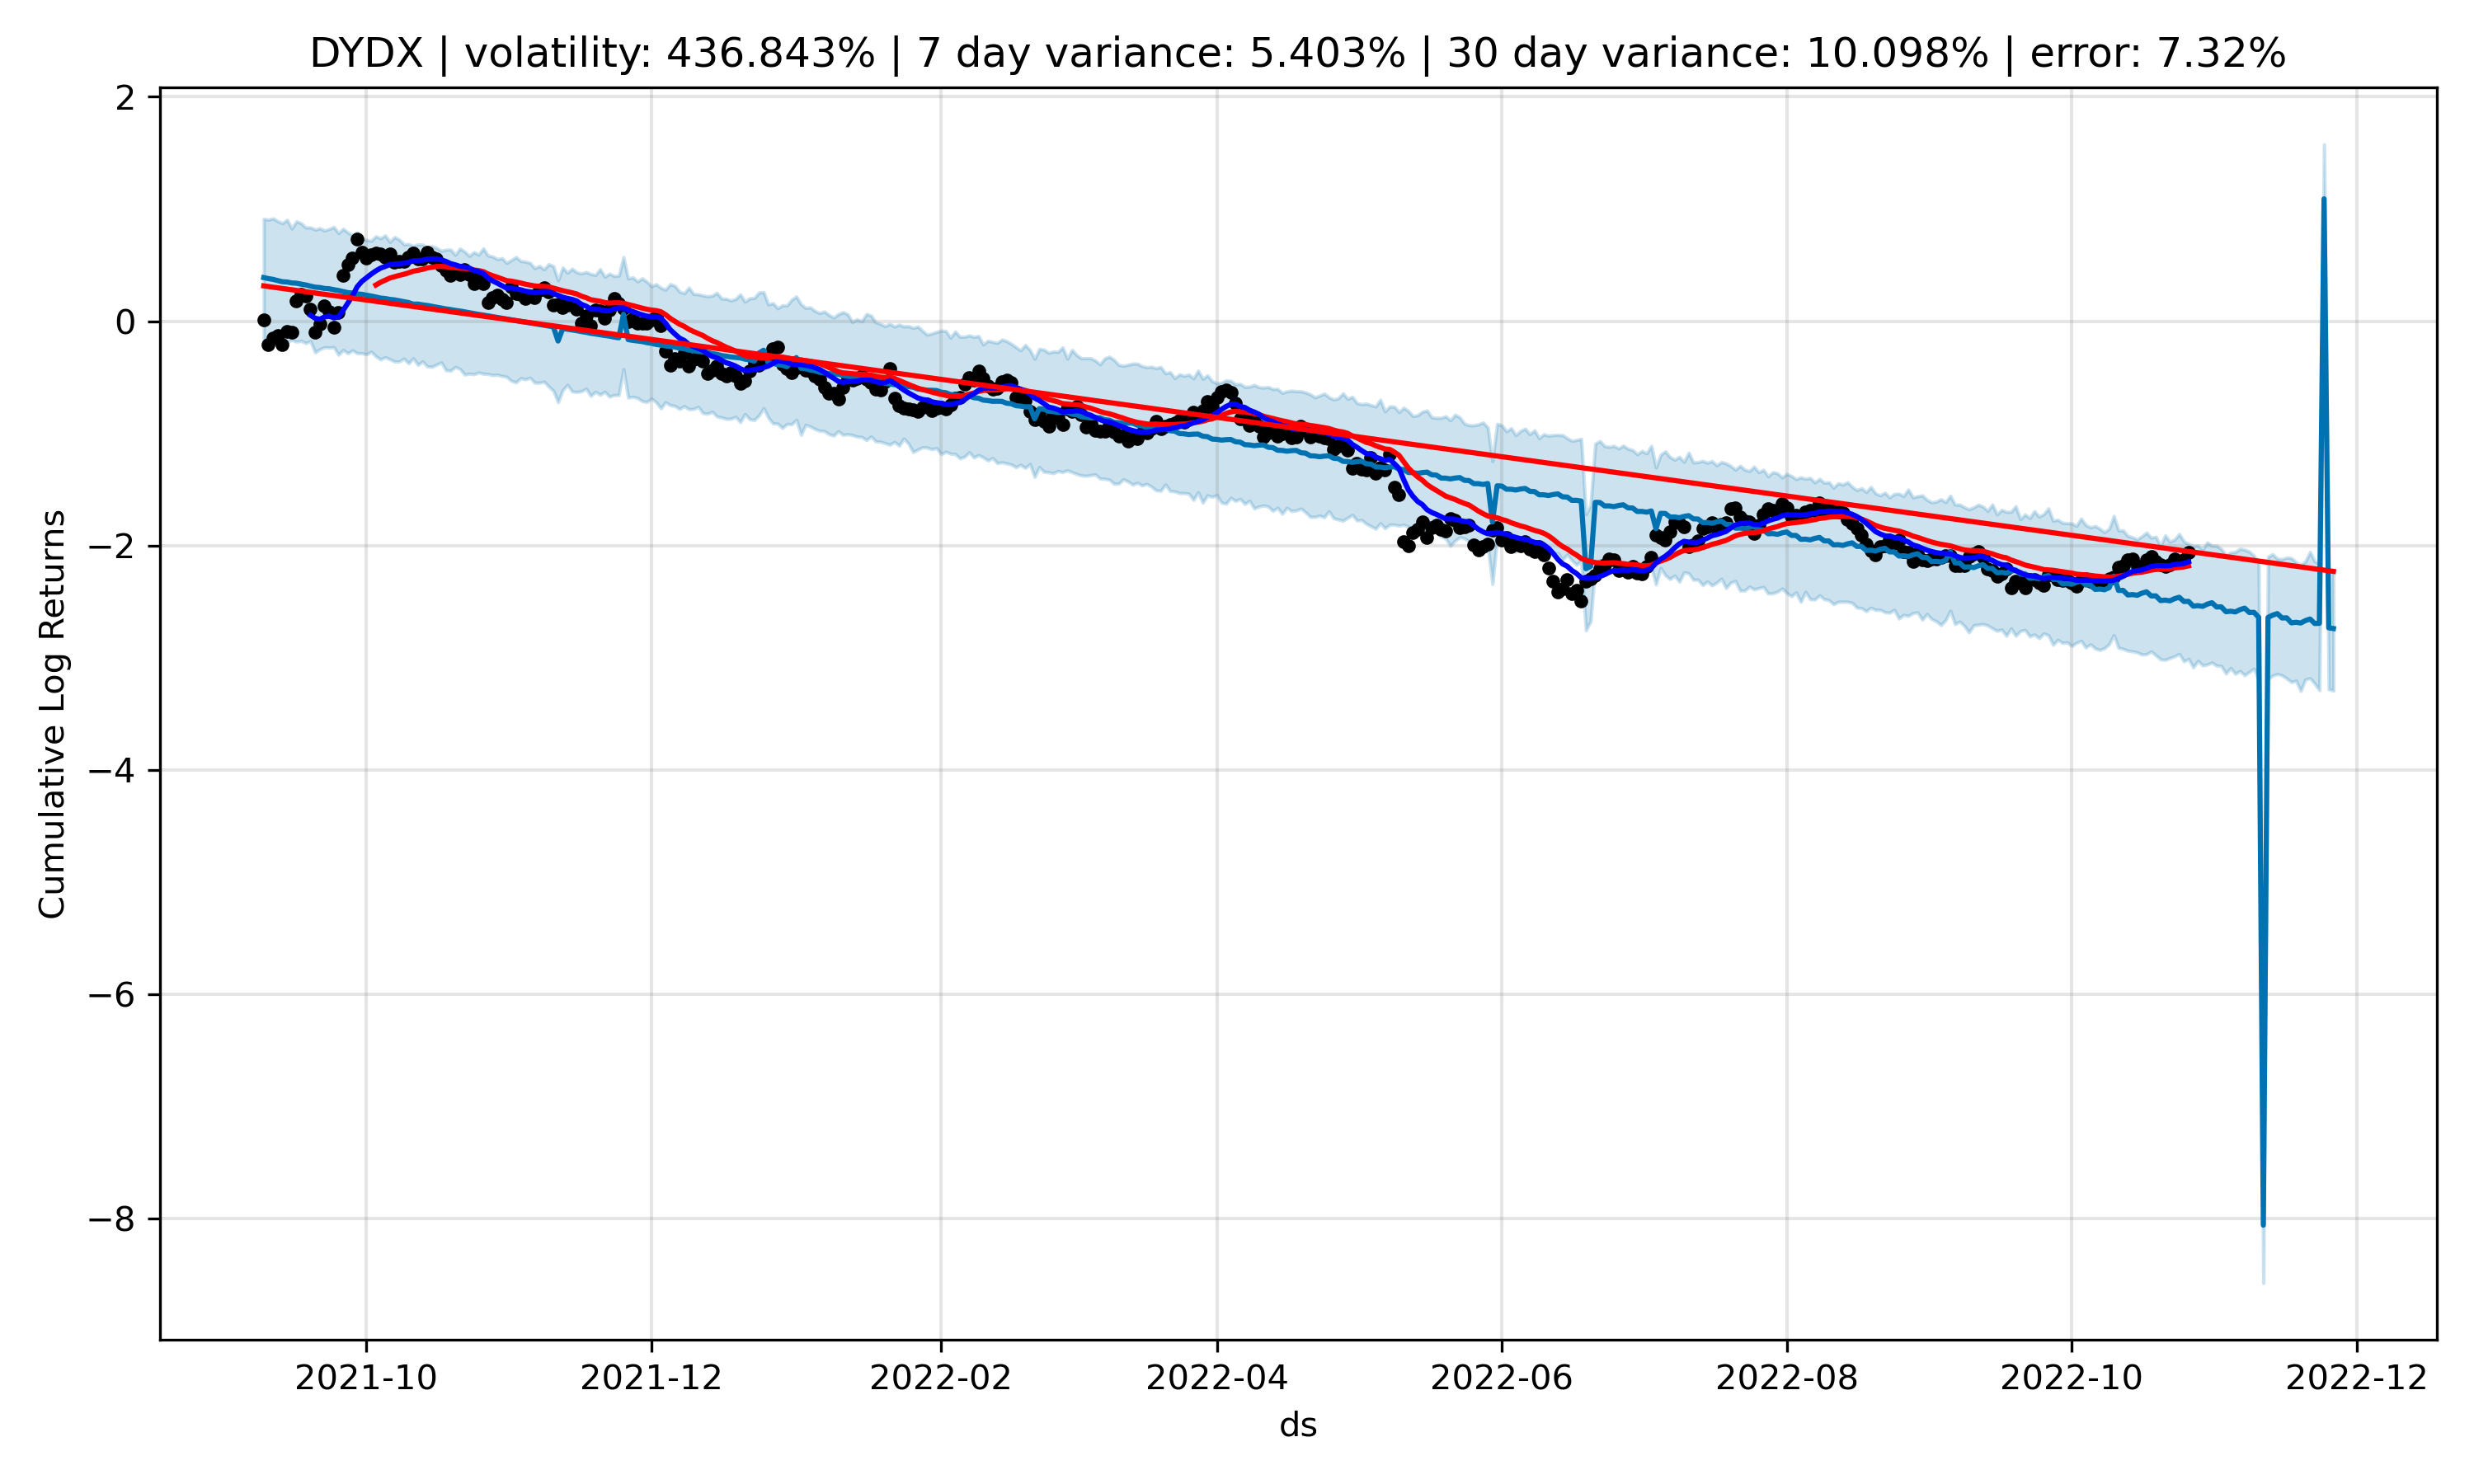 DYDX | volatility: 436.843% | 7 day variance: 5.403% | 30 day variance: 10.098% | error: 7.32%
2
0
−2
−4
−6
−8
Cumulative Log Returns
2021-10 2021-12 2022-02 2022-04 2022-06 2022-08 2022-10 2022-12
ds